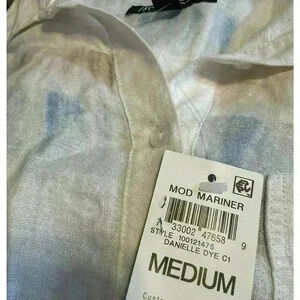 MOD MARINER
33002 47658 9
STYLE 100121475
DANIELLE DYE C1
MEDIUM